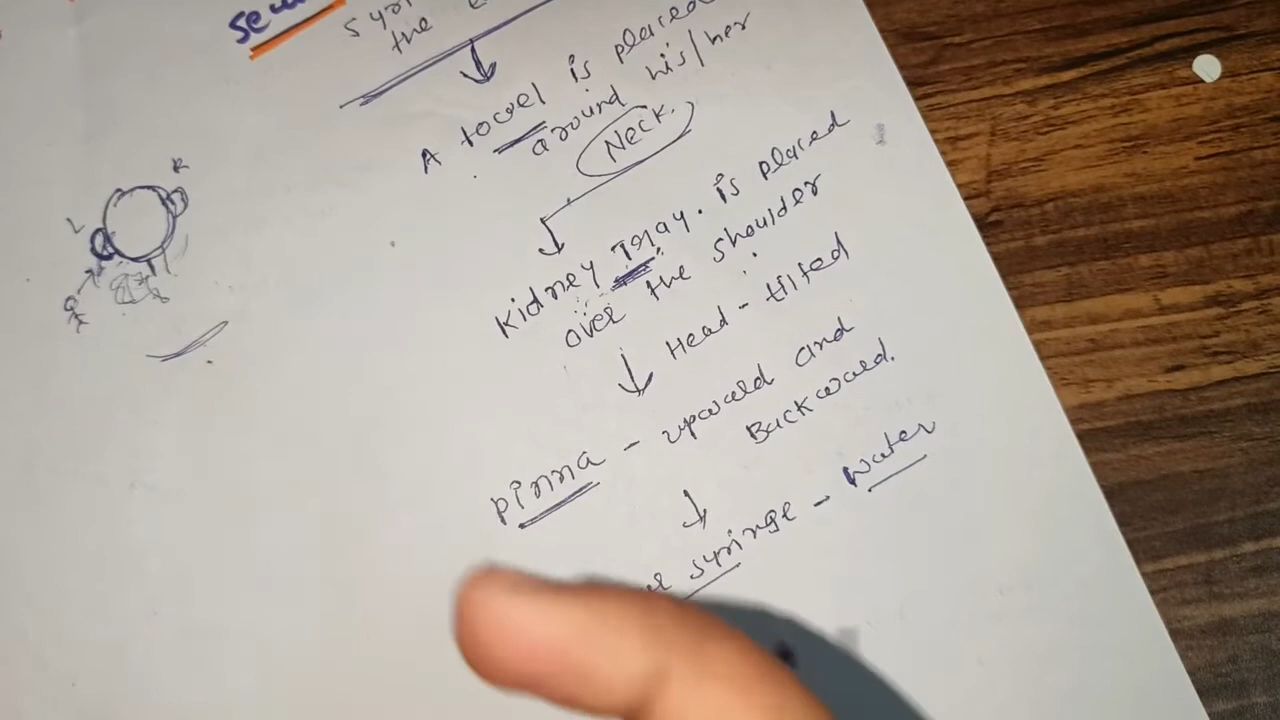 A towel is placed
around his/her
Neck.
Kidney Tray. is placed
over the shoulder
Head - tilted
pinna - upward and
Backward.
syringe - water
L
R
the